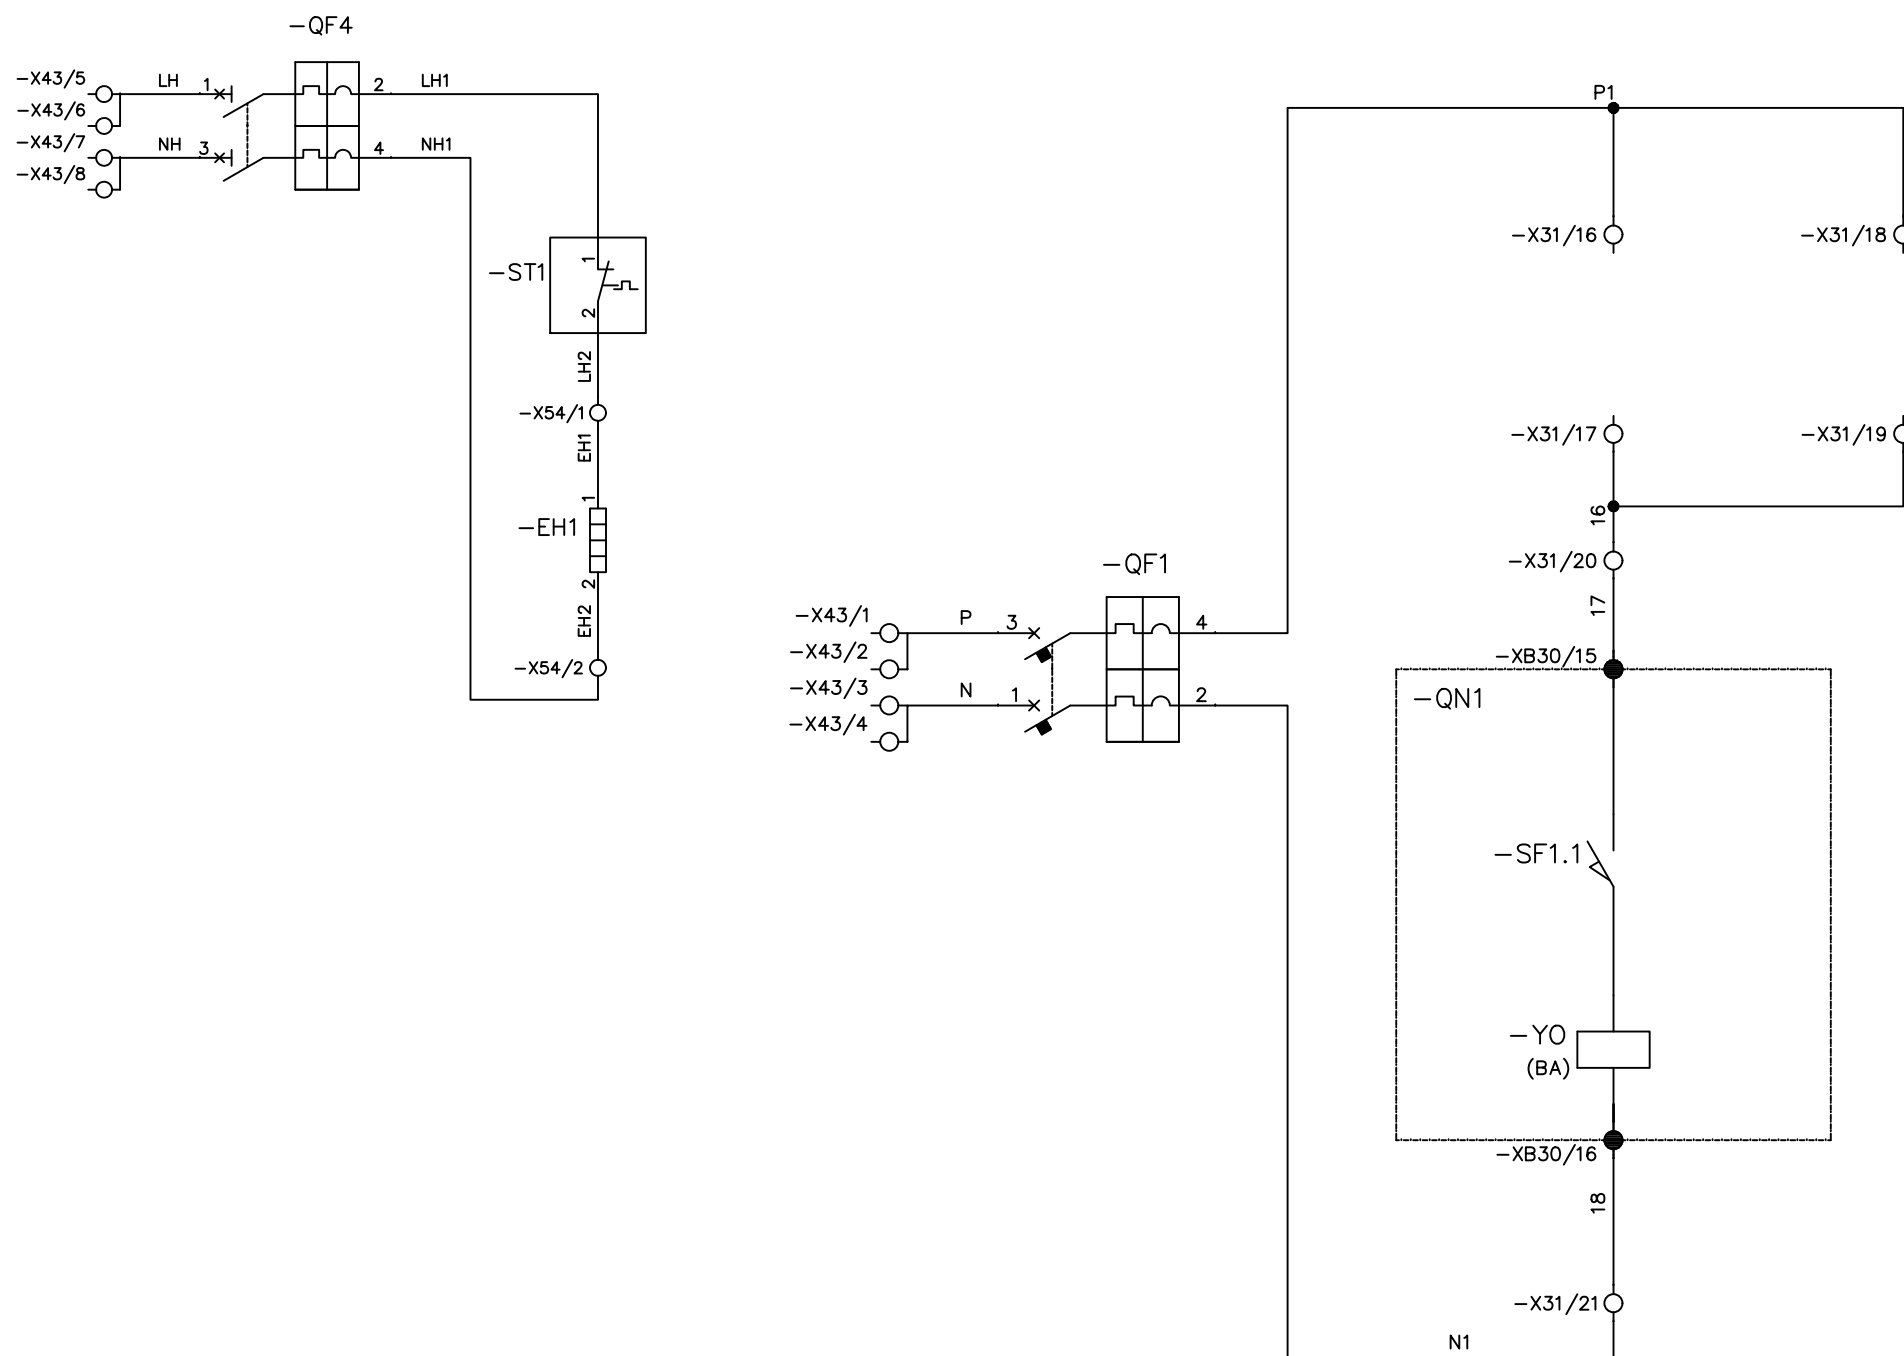 -QF4
-X43/5
-X43/6
-X43/7
-X43/8
LH
NH
1
3
2
4
LH1
NH1
-ST1
1
2
LH2
-X54/1
EH1
1
-EH1
2
EH2
-X54/2
-QF1
-X43/1
-X43/2
-X43/3
-X43/4
P
N
3
1
4
2
P1
-X31/16
-X31/18
-X31/17
-X31/19
16
-X31/20
17
-XB30/15
-QN1
-SF1.1
-YO
(BA)
-XB30/16
18
-X31/21
N1